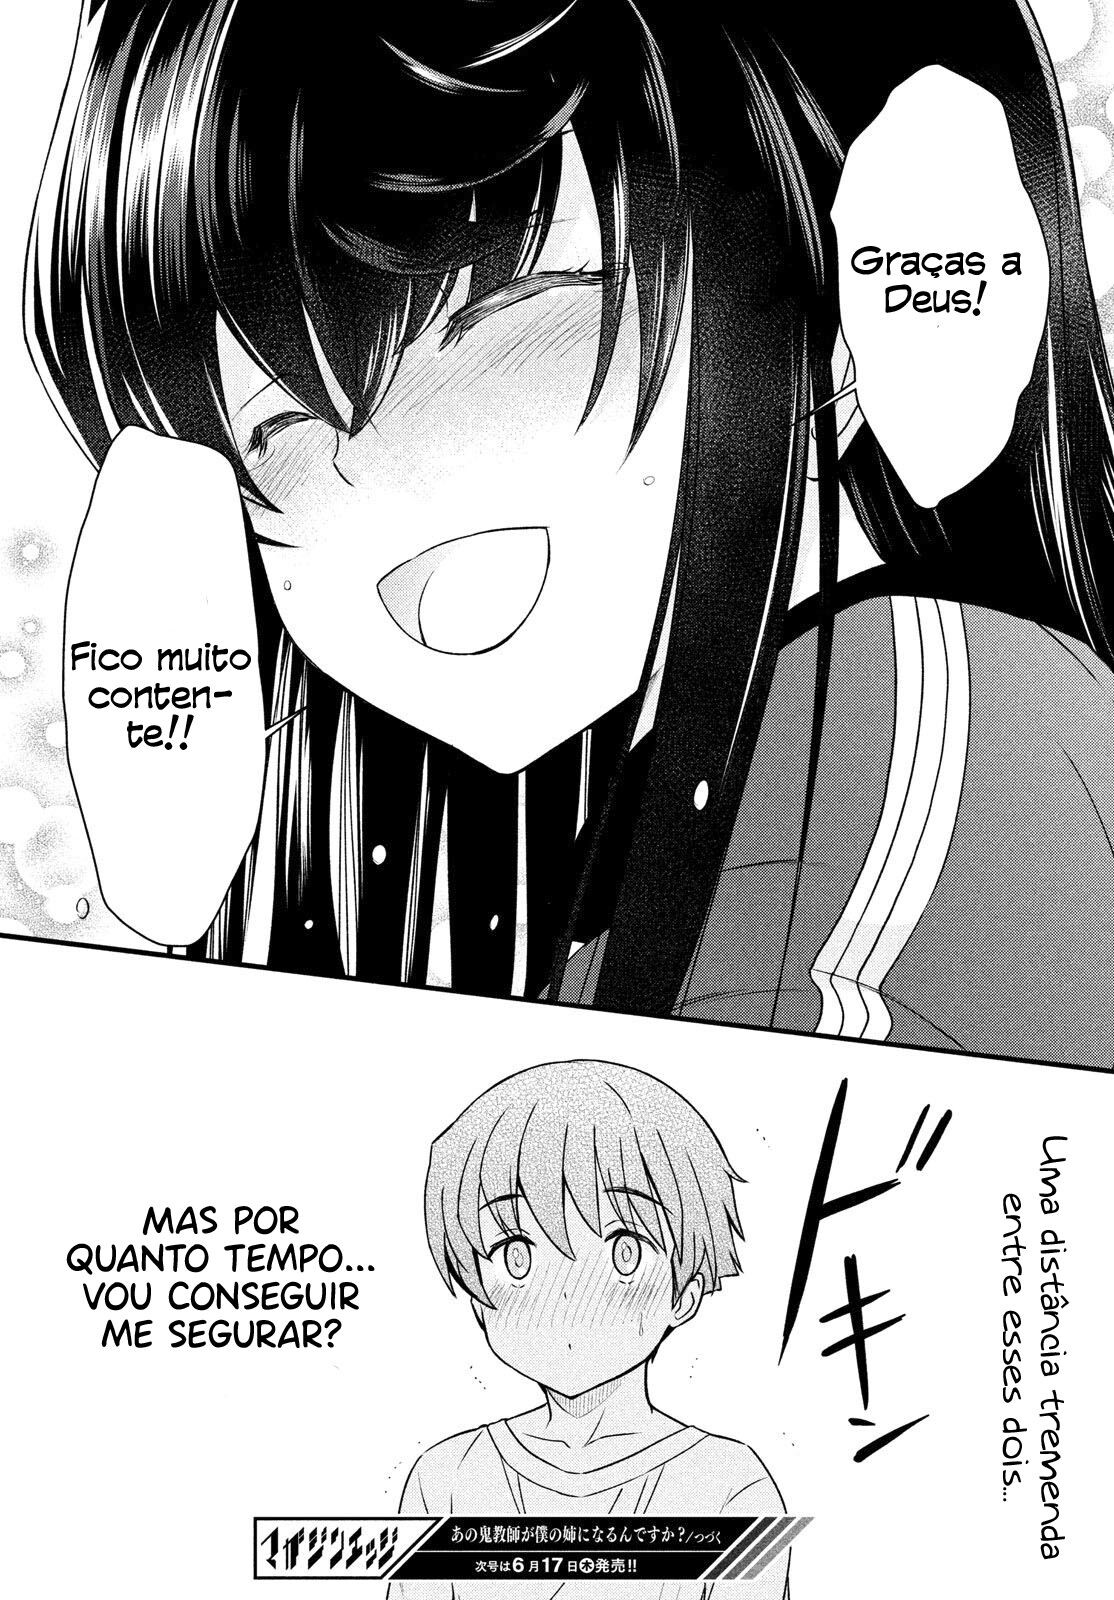 Graças a
Deus!
Fico muito
conten-
te!!
ドキン
Uma distância tremenda
entre esses dois...
MAS POR
QUANTO TEMPO...
VOU CONSEGUIR
ME SEGURAR?
マガジンエッジ
あの鬼教師が僕の姉になるんですか?/つづく
次号は6月17日木発売!!